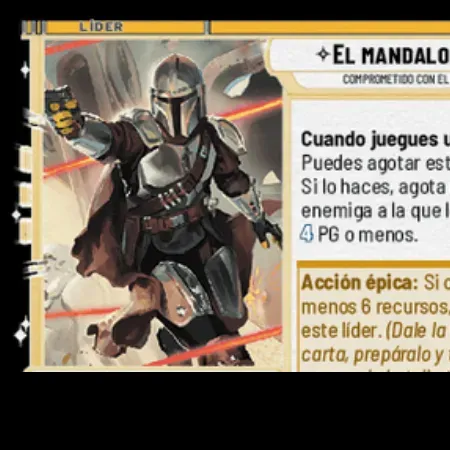 LÍDER
EL MANDALO
COMPROMETIDO CON EL
Cuando juegues u
Puedes agotar est
Si lo haces, agota
enemiga a la que l
4 PG o menos.
Acción épica: Si c
menos 6 recursos,
este líder. (Dale la
carta, prepáralo y